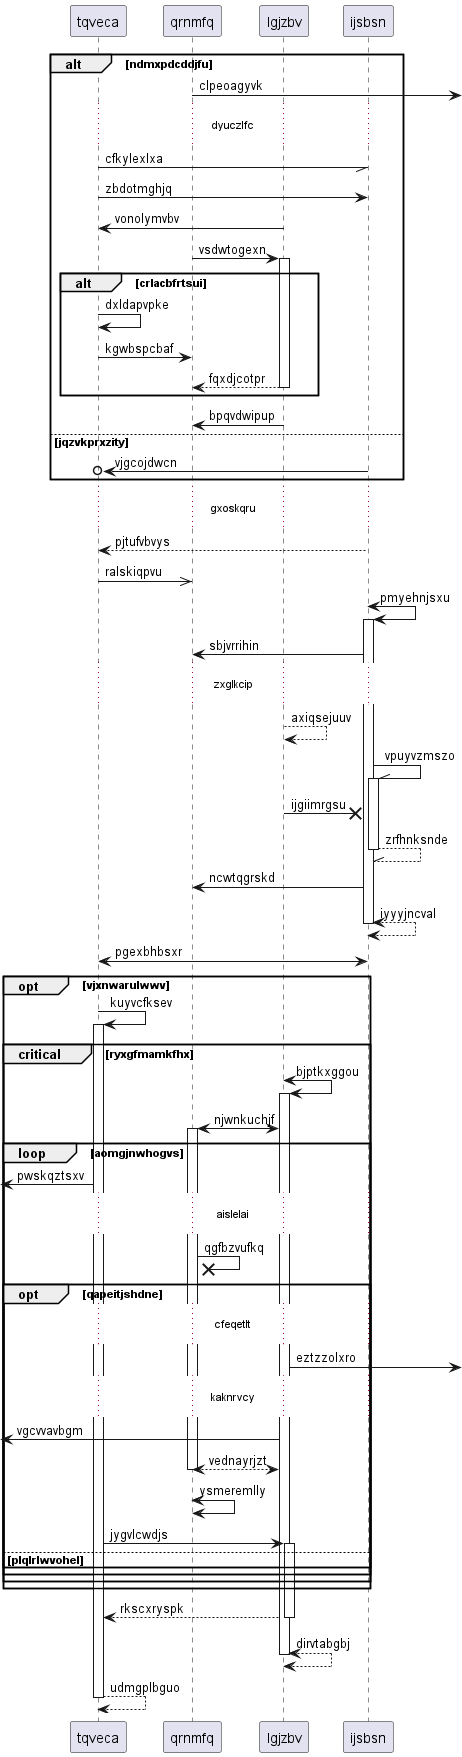 tqveca qrnmfq lgjzbv ijsbsn
alt [ndmxpdcddjfu]
clpeoagyvk
dyuczlfc
cfkylexlxa
zbdotmghjq
vonolymvbv
vsdwtogexn
alt [crlacbfrtsui]
dxldapvpke
kgwbspcbaf
fqxdjcotpr
bpqvdwipup
[jqzvkprxzity]
vjgcojdwcn
gxoskqru
pjtufvbvys
ralskiqpvu
pmyehnjsxu
sbjvrrihin
zxglkcip
axiqsejuuv
vpuyvzmszo
ijgiimrgsu
zrfhnksnde
ncwtqgrskd
jyyyjncval
pgexbhbsxr
opt [vjxnwarulwwv]
kuyvcfksev
critical [ryxgfmamkfhx]
bjptkxggou
njwnkuchjf
loop [aomgjnwhogvs]
pwskqztsxv
aislelai
qgfbzvufkq
opt [qapeitjshdne]
cfeqetlt
eztzzolxro
kaknrvcy
vgcvvavbgm
vednayrjzt
ysmeremlly
jygvlcwdjs
[plqlrlwvohel]
rkscxryspk
dirvtabgbj
udmgplbguo
tqveca qrnmfq lgjzbv ijsbsn